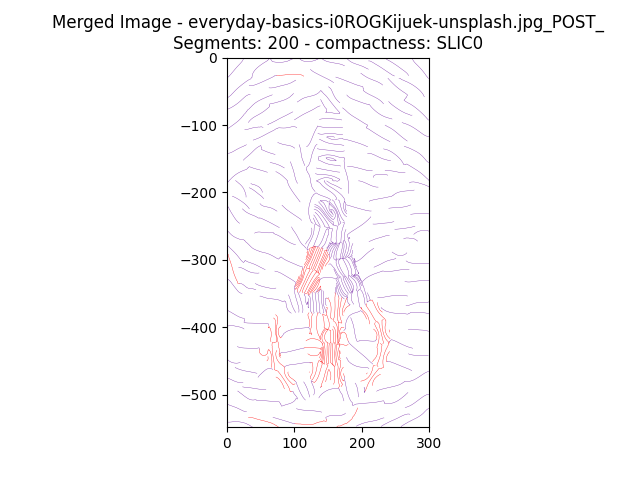 Merged Image - everyday-basics-i0ROGKijuek-unsplash.jpg_POST_
Segments: 200 - compactness: SLIC0
0
−100
−200
−300
−400
−500
0 100 200 300